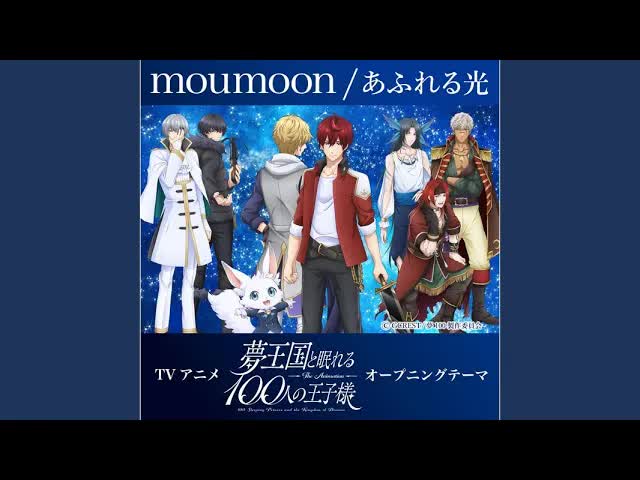 moumoon / あふれる光
©GCREST/夢100製作委員会
TVアニメ
夢王国と眠れる
The Animation
100人の王子様
100 Sleeping Princes and the Kingdom of Dreams
オープニングテーマ